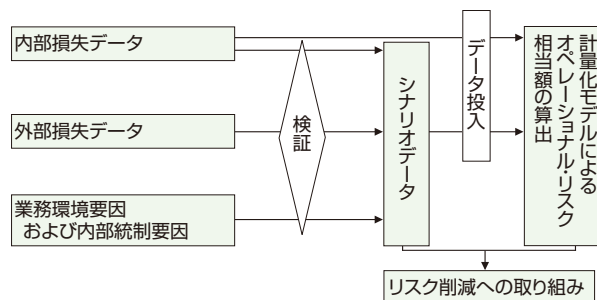 内部損失データ
外部損失データ
業務環境要因
および内部統制要因
検証
シナリオデータ
データ投入
計量化モデルによる
オペレーショナル・リスク
相当額の算出
リスク削減への取り組み